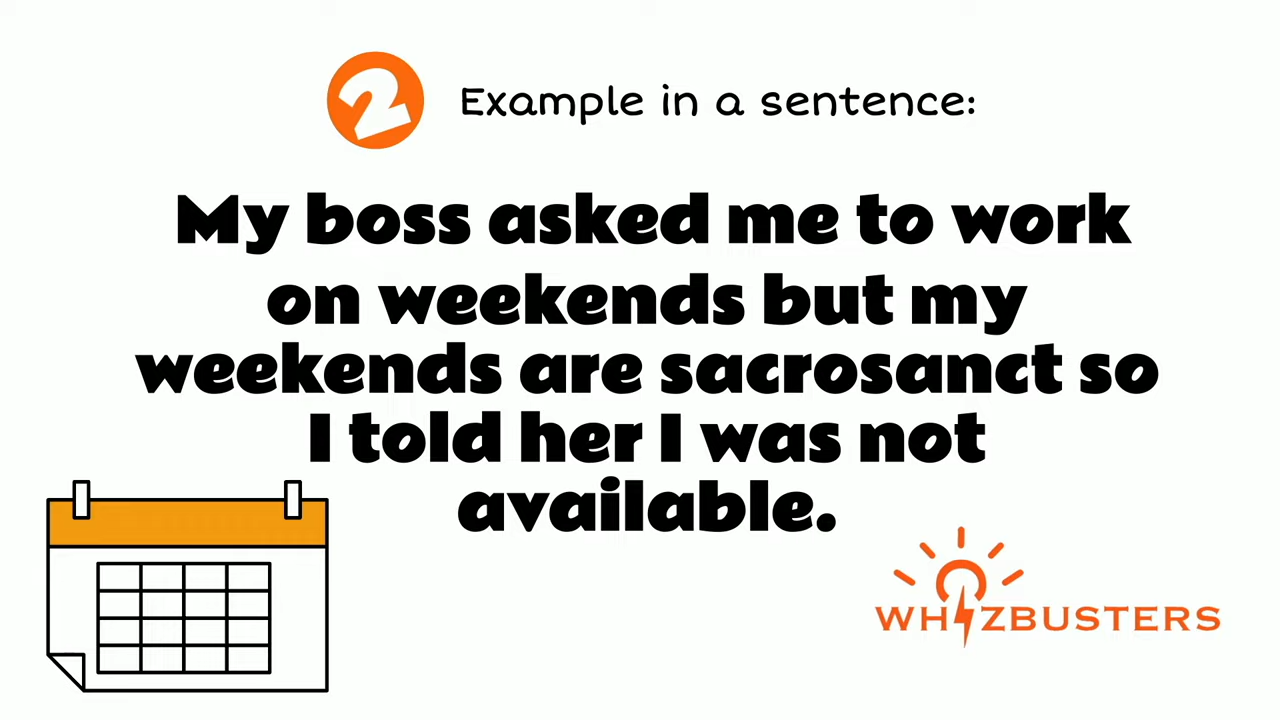 2 Example in a sentence:
My boss asked me to work
on weekends but my
weekends are sacrosanct so
I told her I was not
available.
WHIZBUSTERS